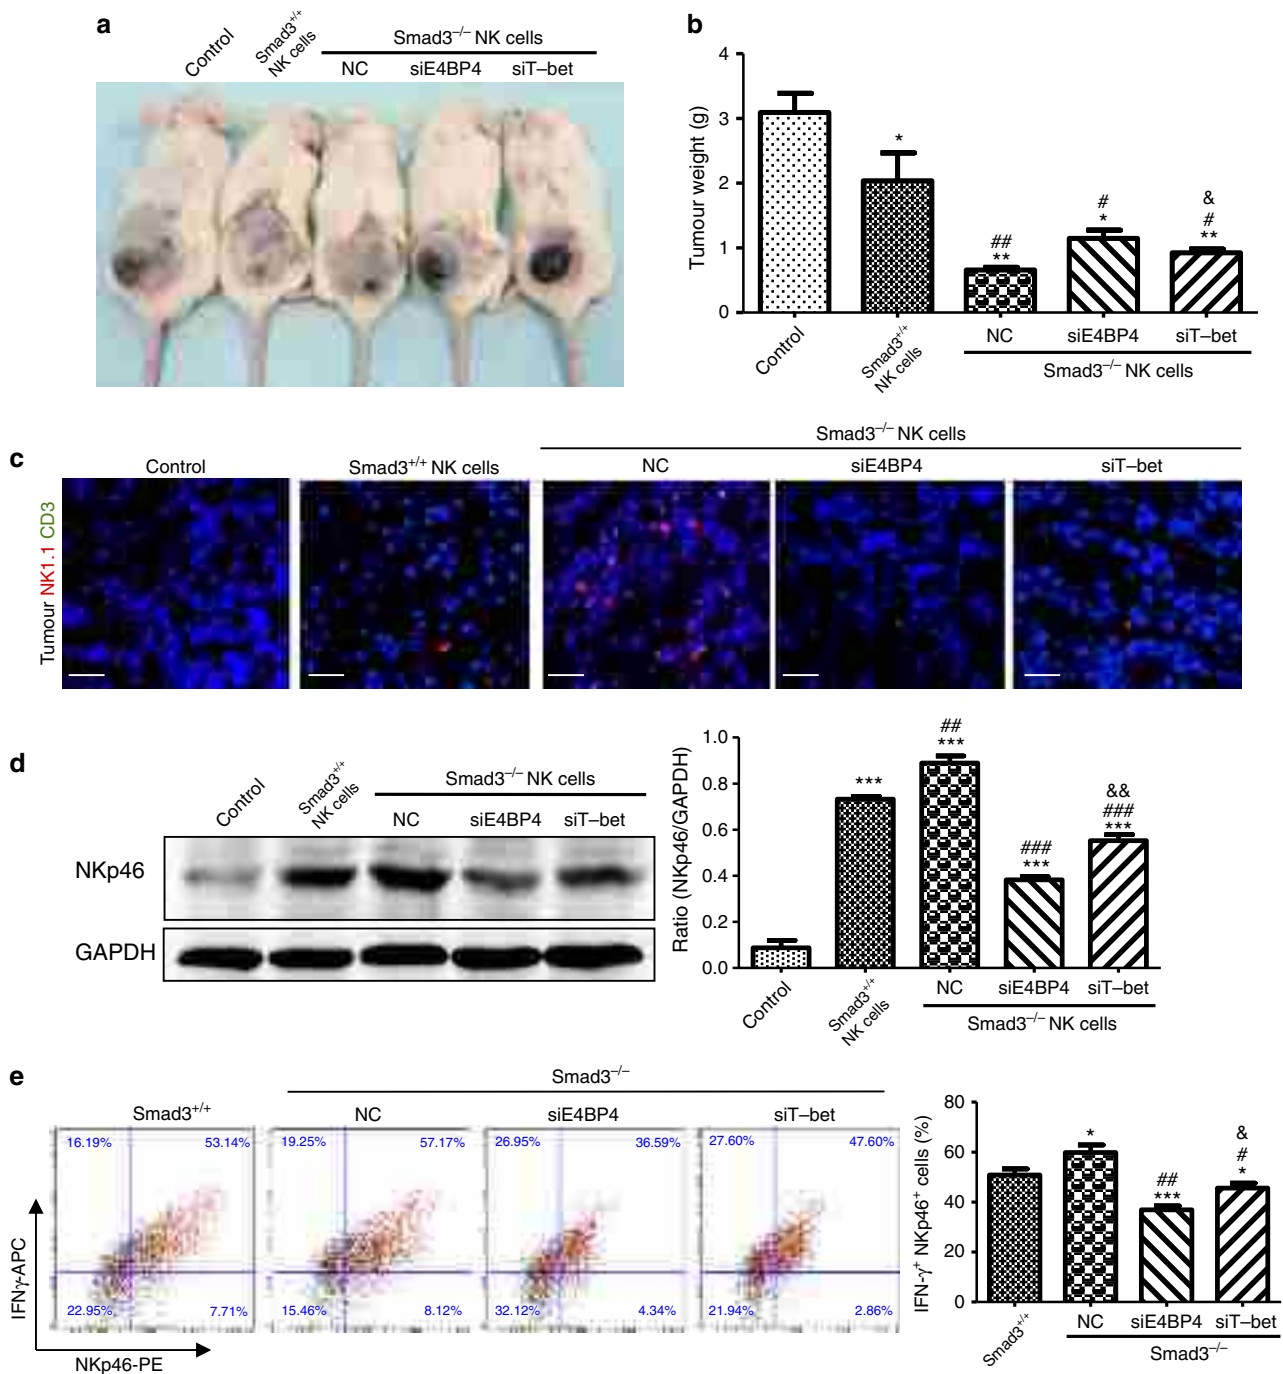 a
Control
Smad3+/+
NK cells
Smad3–/– NK cells
NC siE4BP4 siT–bet
b
Tumour weight (g)
4
3
2
1
0
*
##
**
#
*
&
#
**
Control
Smad3+/+
NK cells
NC siE4BP4 siT–bet
Smad3–/– NK cells
c
Smad3–/– NK cells
Control Smad3+/+ NK cells NC siE4BP4 siT–bet
Tumour NK1.1 CD3
d
Control
Smad3+/+
NK cells
Smad3–/– NK cells
NC siE4BP4 siT–bet
NKp46
GAPDH
Ratio (NKp46/GAPDH)
1.0
0.8
0.6
0.4
0.2
0.0
***
##
***
###
***
&&
###
***
Control
Smad3+/+
NK cells
NC siE4BP4 siT–bet
Smad3–/– NK cells
e
Smad3–/–
Smad3+/+ NC siE4BP4 siT–bet
16.19% 53.14% 19.25% 57.17% 26.95% 36.59% 27.60% 47.60%
22.95% 7.71% 15.46% 8.12% 32.12% 4.34% 21.94% 2.86%
IFNγ-APC
NKp46-PE
IFN-γ+ NKp46+ cells (%)
80
60
40
20
0
*
##
***
&
#
*
Smad3+/+
NC siE4BP4 siT–bet
Smad3–/–